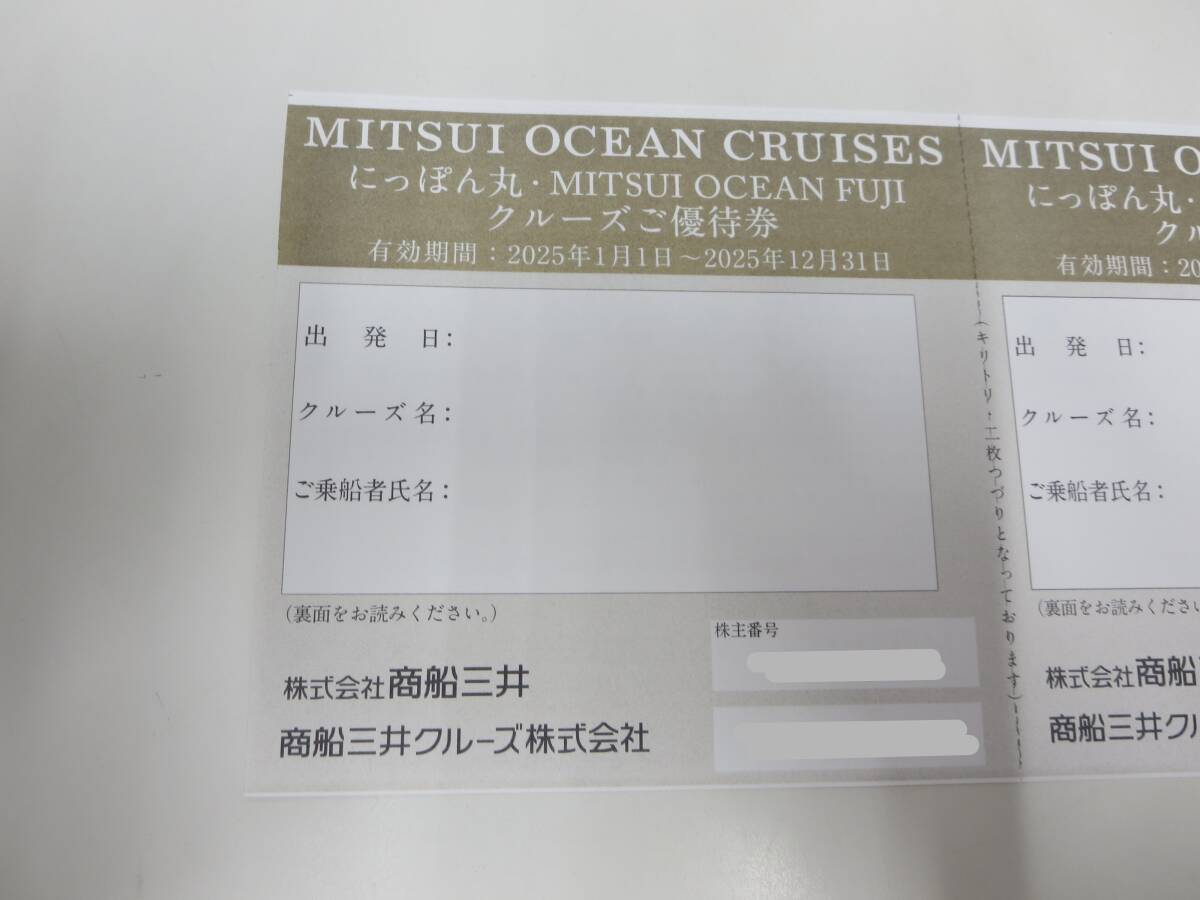 MITSUI OCEAN CRUISES
にっぽん丸・MITSUI OCEAN FUJI
クルーズご優待券
有効期間：2025年1月1日～2025年12月31日
出発日：
クルーズ名：
ご乗船者氏名：
（裏面をお読みください。）
株主番号
株式会社商船三井
商船三井クルーズ株式会社
（キリトリ・二枚つづりとなっております）
MITSUI O
にっぽん丸・
クル
有効期間：20
出発日：
クルーズ名：
ご乗船者氏名：
（裏面をお読みくださ
株式会社商船
商船三井ク